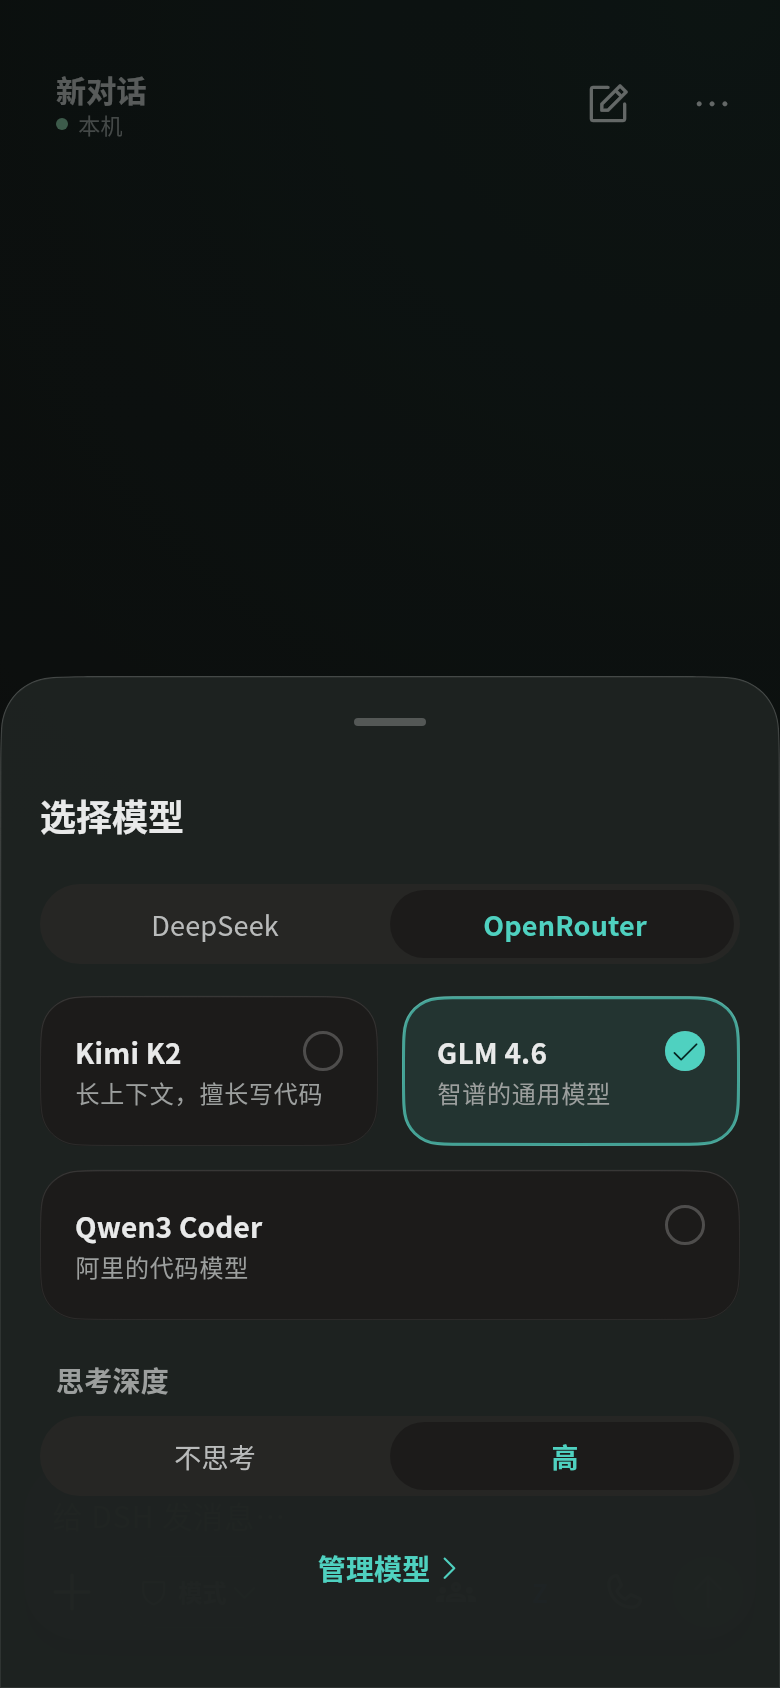 新对话
本机
选择模型
DeepSeek
OpenRouter
Kimi K2
长上下文，擅长写代码
GLM 4.6
智谱的通用模型
Qwen3 Coder
阿里的代码模型
思考深度
不思考
高
管理模型